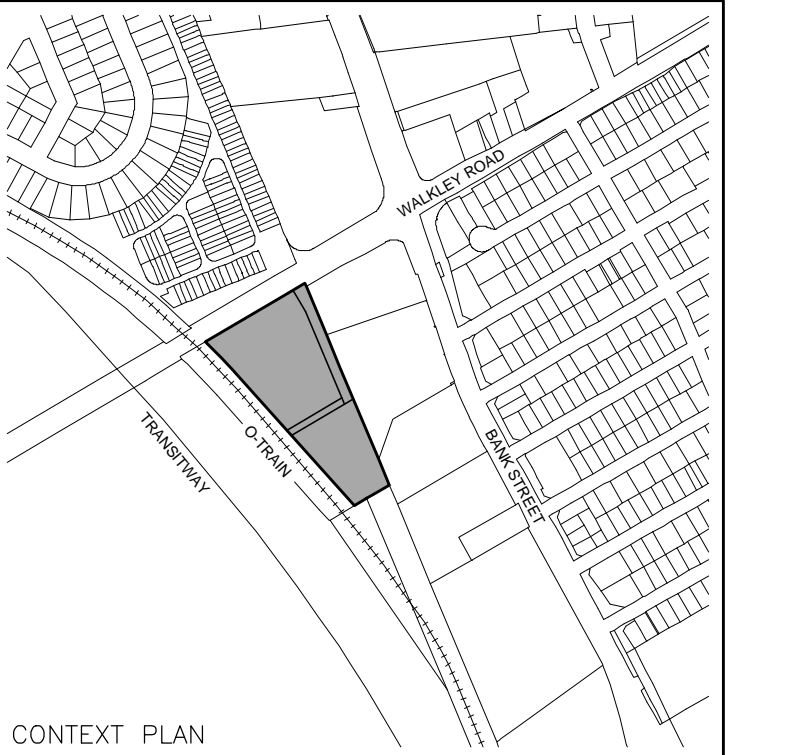 WALKLEY ROAD
TRANSITWAY
O-TRAIN
BANK STREET
CONTEXT PLAN